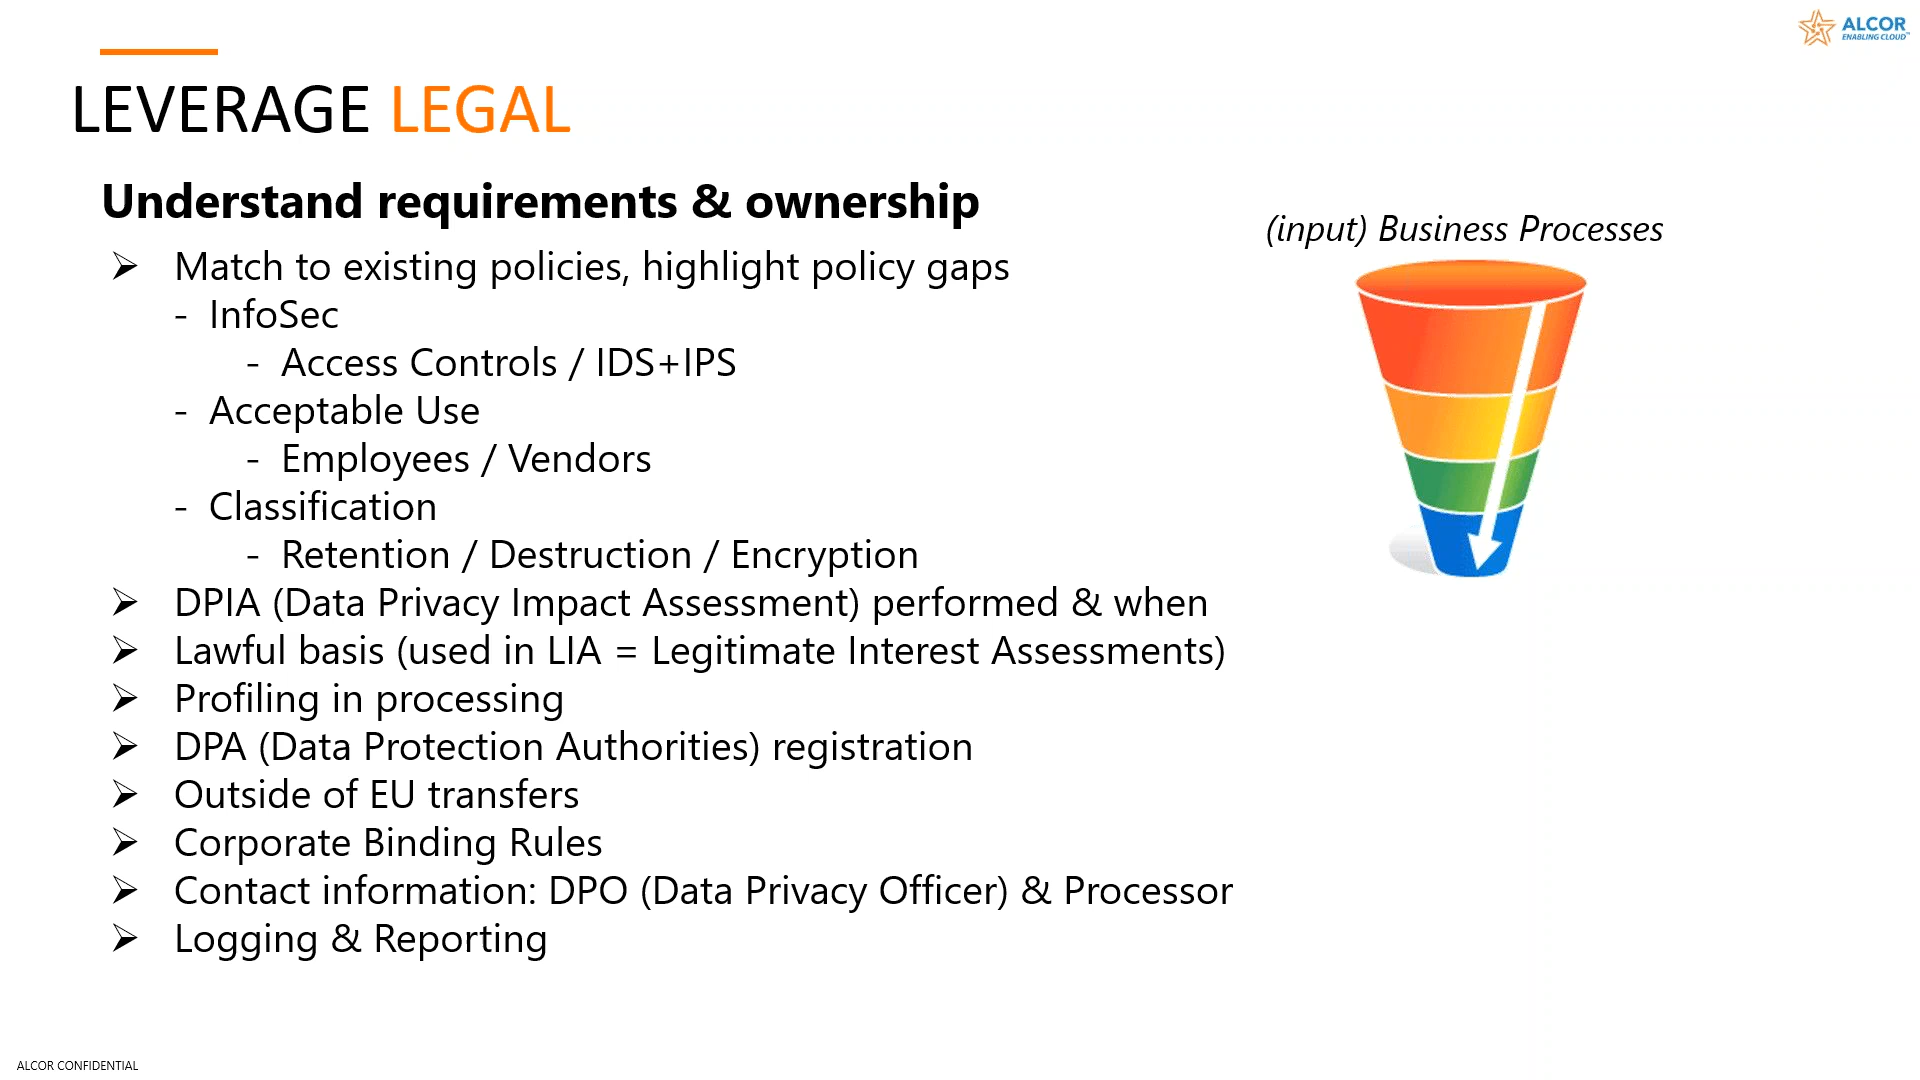 ALCOR
ENABLING CLOUD™
LEVERAGE LEGAL
Understand requirements & ownership
(input) Business Processes
➢ Match to existing policies, highlight policy gaps
- InfoSec
- Access Controls / IDS+IPS
- Acceptable Use
- Employees / Vendors
- Classification
- Retention / Destruction / Encryption
➢ DPIA (Data Privacy Impact Assessment) performed & when
➢ Lawful basis (used in LIA = Legitimate Interest Assessments)
➢ Profiling in processing
➢ DPA (Data Protection Authorities) registration
➢ Outside of EU transfers
➢ Corporate Binding Rules
➢ Contact information: DPO (Data Privacy Officer) & Processor
➢ Logging & Reporting
ALCOR CONFIDENTIAL